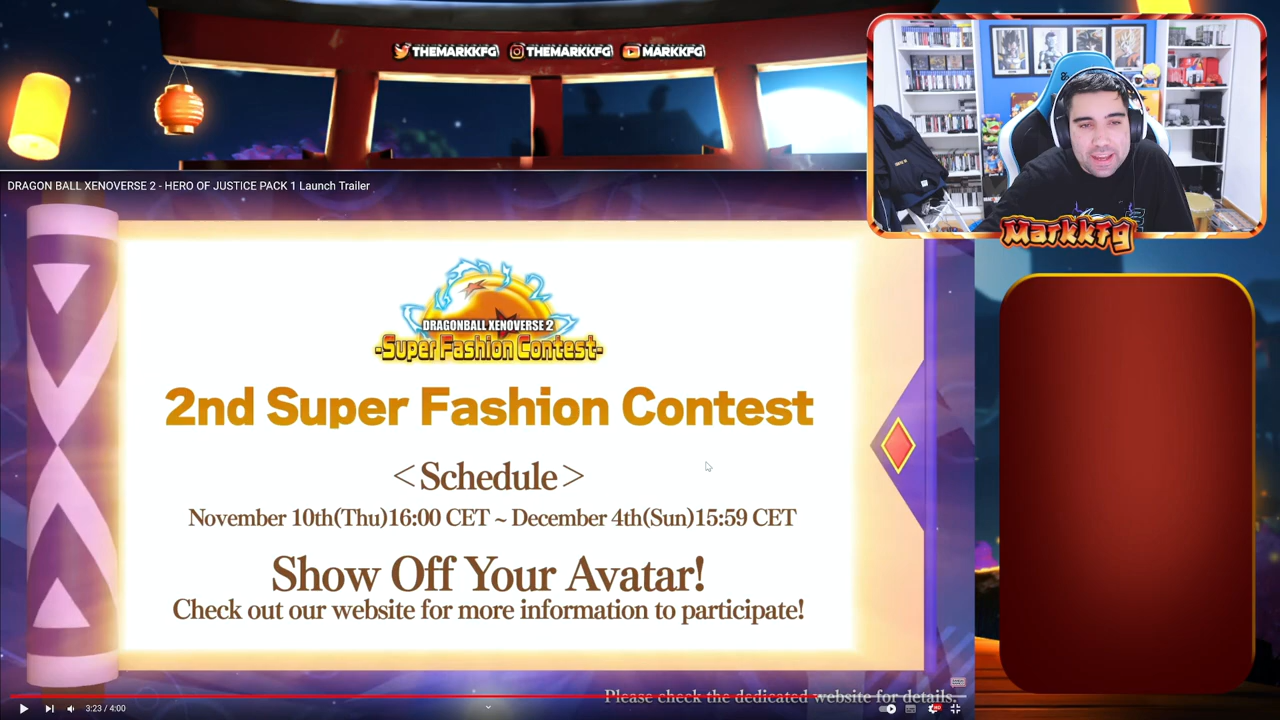 THEMARKKFG THEMARKKFG MARKKFG
MarkkFg
DRAGON BALL XENOVERSE 2 - HERO OF JUSTICE PACK 1 Launch Trailer
DRAGONBALL XENOVERSE 2
-Super Fashion Contest-
2nd Super Fashion Contest
<Schedule>
November 10th(Thu)16:00 CET ~ December 4th(Sun)15:59 CET
Show Off Your Avatar!
Check out our website for more information to participate!
Please check the dedicated website for details.
3:23 / 4:00